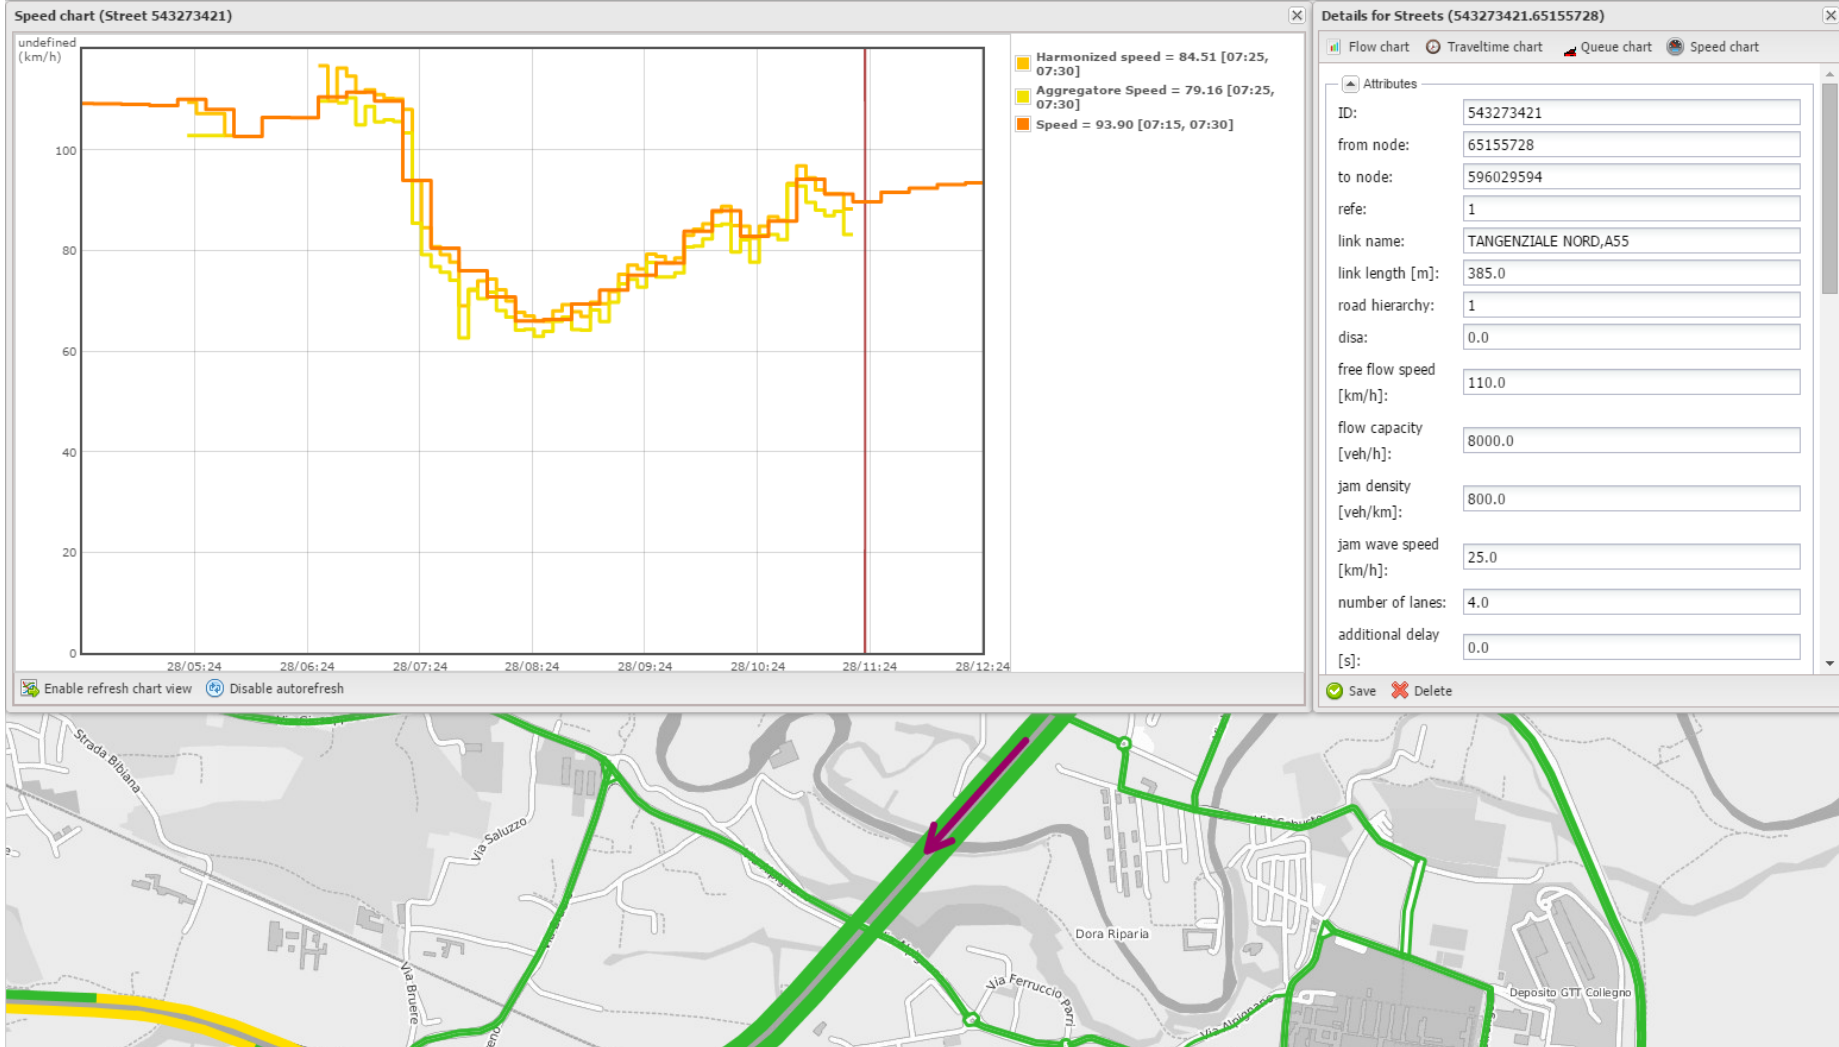 Speed chart (Street 543273421)
undefined
(km/h)
100
80
60
40
20
0
28/05:24
28/06:24
28/07:24
28/08:24
28/09:24
28/10:24
28/11:24
28/12:24
Harmonized speed = 84.51 [07:25,
07:30]
Aggregatore Speed = 79.16 [07:25,
07:30]
Speed = 93.90 [07:15, 07:30]
Enable refresh chart view
Disable autorefresh
Details for Streets (543273421.65155728)
Flow chart
Traveltime chart
Queue chart
Speed chart
Attributes
ID: 543273421
from node: 65155728
to node: 596029594
refe: 1
link name: TANGENZIALE NORD,A55
link length [m]: 385.0
road hierarchy: 1
disa: 0.0
free flow speed
[km/h]: 110.0
flow capacity
[veh/h]: 8000.0
jam density
[veh/km]: 800.0
jam wave speed
[km/h]: 25.0
number of lanes: 4.0
additional delay
[s]: 0.0
Save
Delete
Strada Bibiana
Via Saluzzo
Via Bruere
Dora Riparia
Via Ferruccio Parri
Via Alpignano
Deposito GTT Collegno